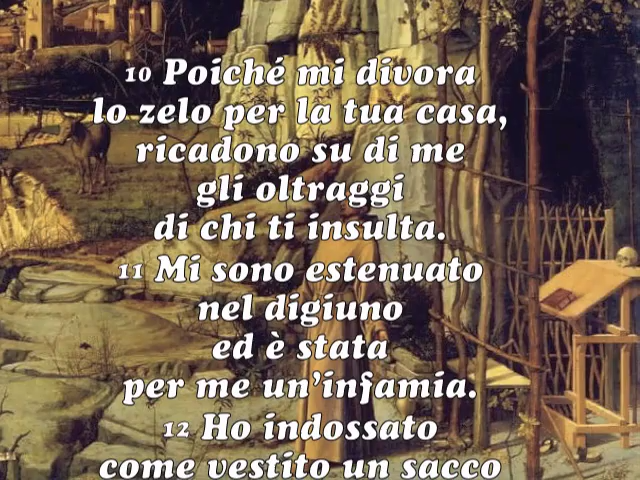 10 Poiché mi divora
lo zelo per la tua casa,
ricadono su di me
gli oltraggi
di chi ti insulta.
11 Mi sono estenuato
nel digiuno
ed è stata
per me un'infamia.
12 Ho indossato
come vestito un sacco